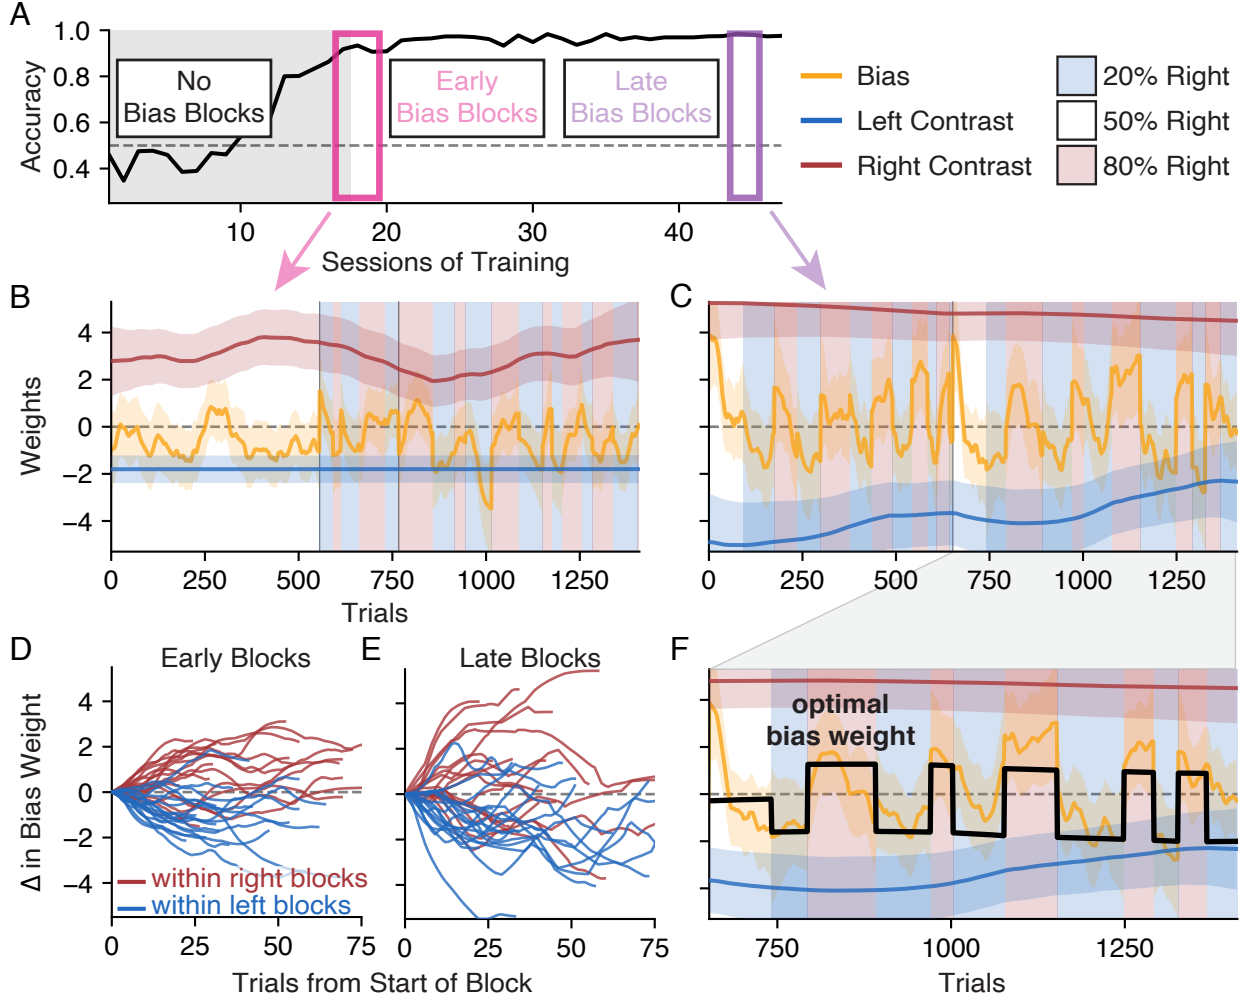 A
Accuracy
1.0
0.8
0.6
0.4
No
Bias Blocks
Early
Bias Blocks
Late
Bias Blocks
10
20
30
40
Sessions of Training
Bias
Left Contrast
Right Contrast
20% Right
50% Right
80% Right
B
Weights
4
2
0
−2
−4
0
250
500
750
1000
1250
Trials
C
0
250
500
750
1000
1250
D
Early Blocks
Δ in Bias Weight
4
2
0
−2
−4
within right blocks
within left blocks
0
25
50
75
E
Late Blocks
0
25
50
75
Trials from Start of Block
F
optimal
bias weight
750
1000
1250
Trials